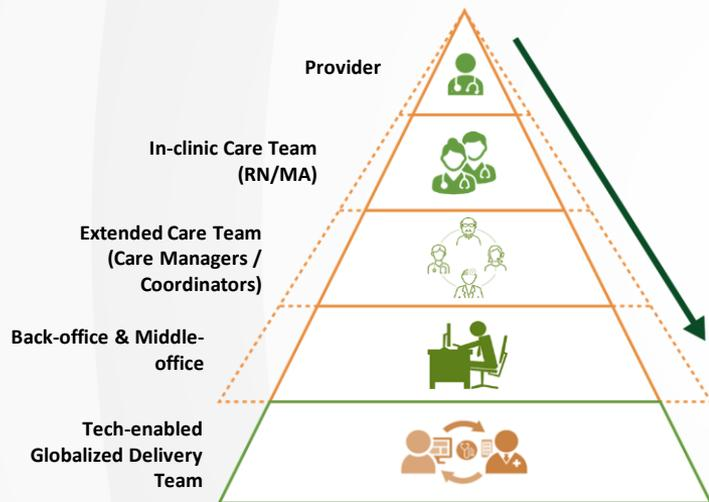 Provider
In-clinic Care Team
(RN/MA)
Extended Care Team
(Care Managers /
Coordinators)
Back-office & Middle-
office
Tech-enabled
Globalized Delivery
Team